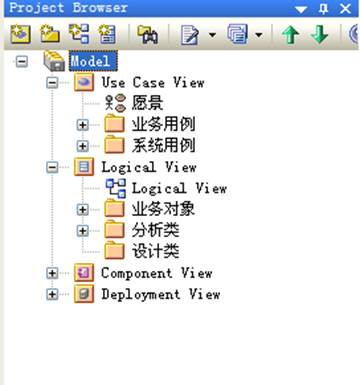 Project Browser
Model
Use Case View
愿景
业务用例
系统用例
Logical View
Logical View
业务对象
分析类
设计类
Component View
Deployment View